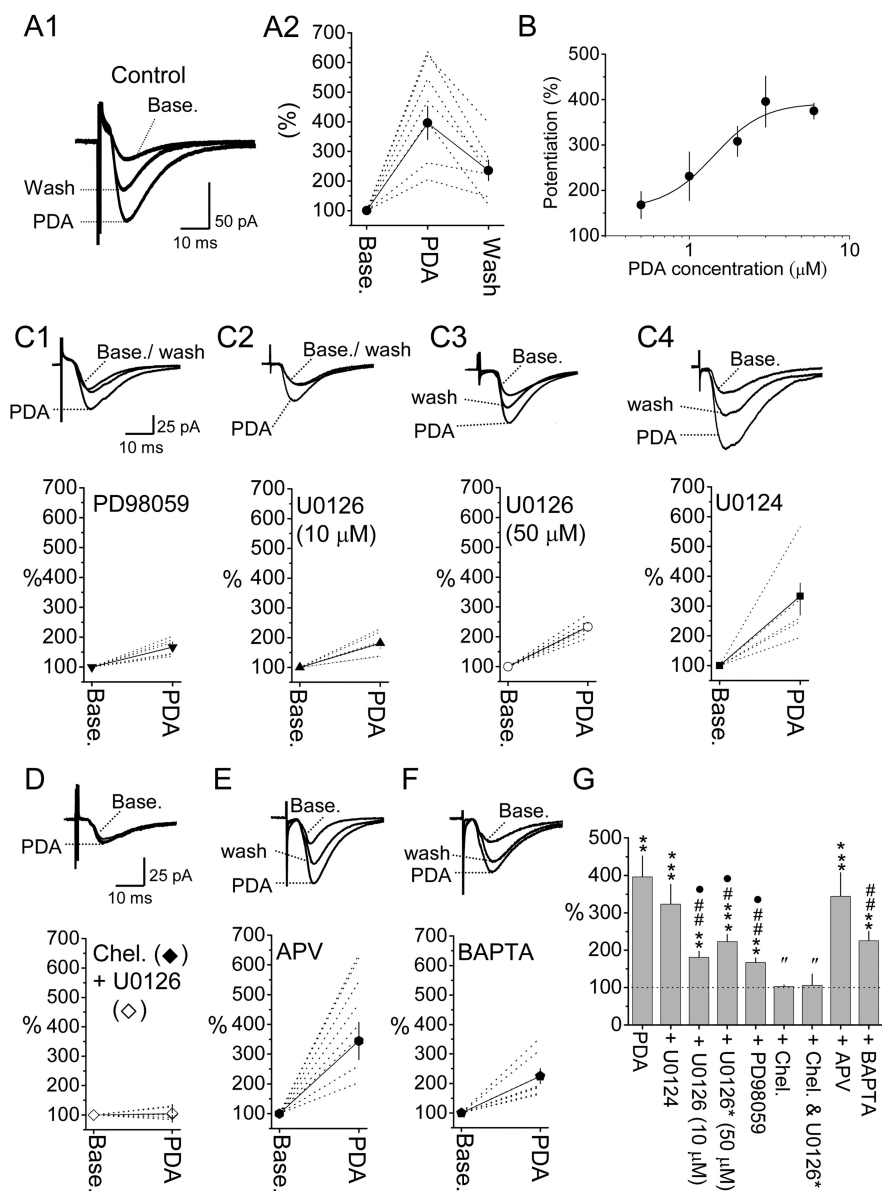 A1
Control
Base.
Wash
PDA
50 pA
10 ms
A2
700
600
500
400
300
200
100
(%)
Base.
PDA
Wash
B
500
400
300
200
100
Potentiation (%)
1
10
PDA concentration (μM)
C1
Base./ wash
PDA
25 pA
10 ms
700
600
500
400
300
200
100
%
PD98059
Base.
PDA
C2
Base./ wash
PDA
700
600
500
400
300
200
100
%
U0126
(10 μM)
Base.
PDA
C3
Base.
wash
PDA
700
600
500
400
300
200
100
%
U0126
(50 μM)
Base.
PDA
C4
Base.
wash
PDA
700
600
500
400
300
200
100
%
U0124
Base.
PDA
D
Base.
PDA
25 pA
10 ms
700
600
500
400
300
200
100
%
Chel. (◆)
+ U0126
(◇)
Base.
PDA
E
Base.
wash
PDA
700
600
500
400
300
200
100
%
APV
Base.
PDA
F
Base.
wash
PDA
700
600
500
400
300
200
100
%
BAPTA
Base.
PDA
G
500
400
300
200
100
0
%
**
***
●##**
●#***
●##**
″
″
***
##**
PDA
+ U0124
+ U0126 (10 μM)
+ U0126* (50 μM)
+ PD98059
+ Chel.
+ Chel. & U0126*
+ APV
+ BAPTA